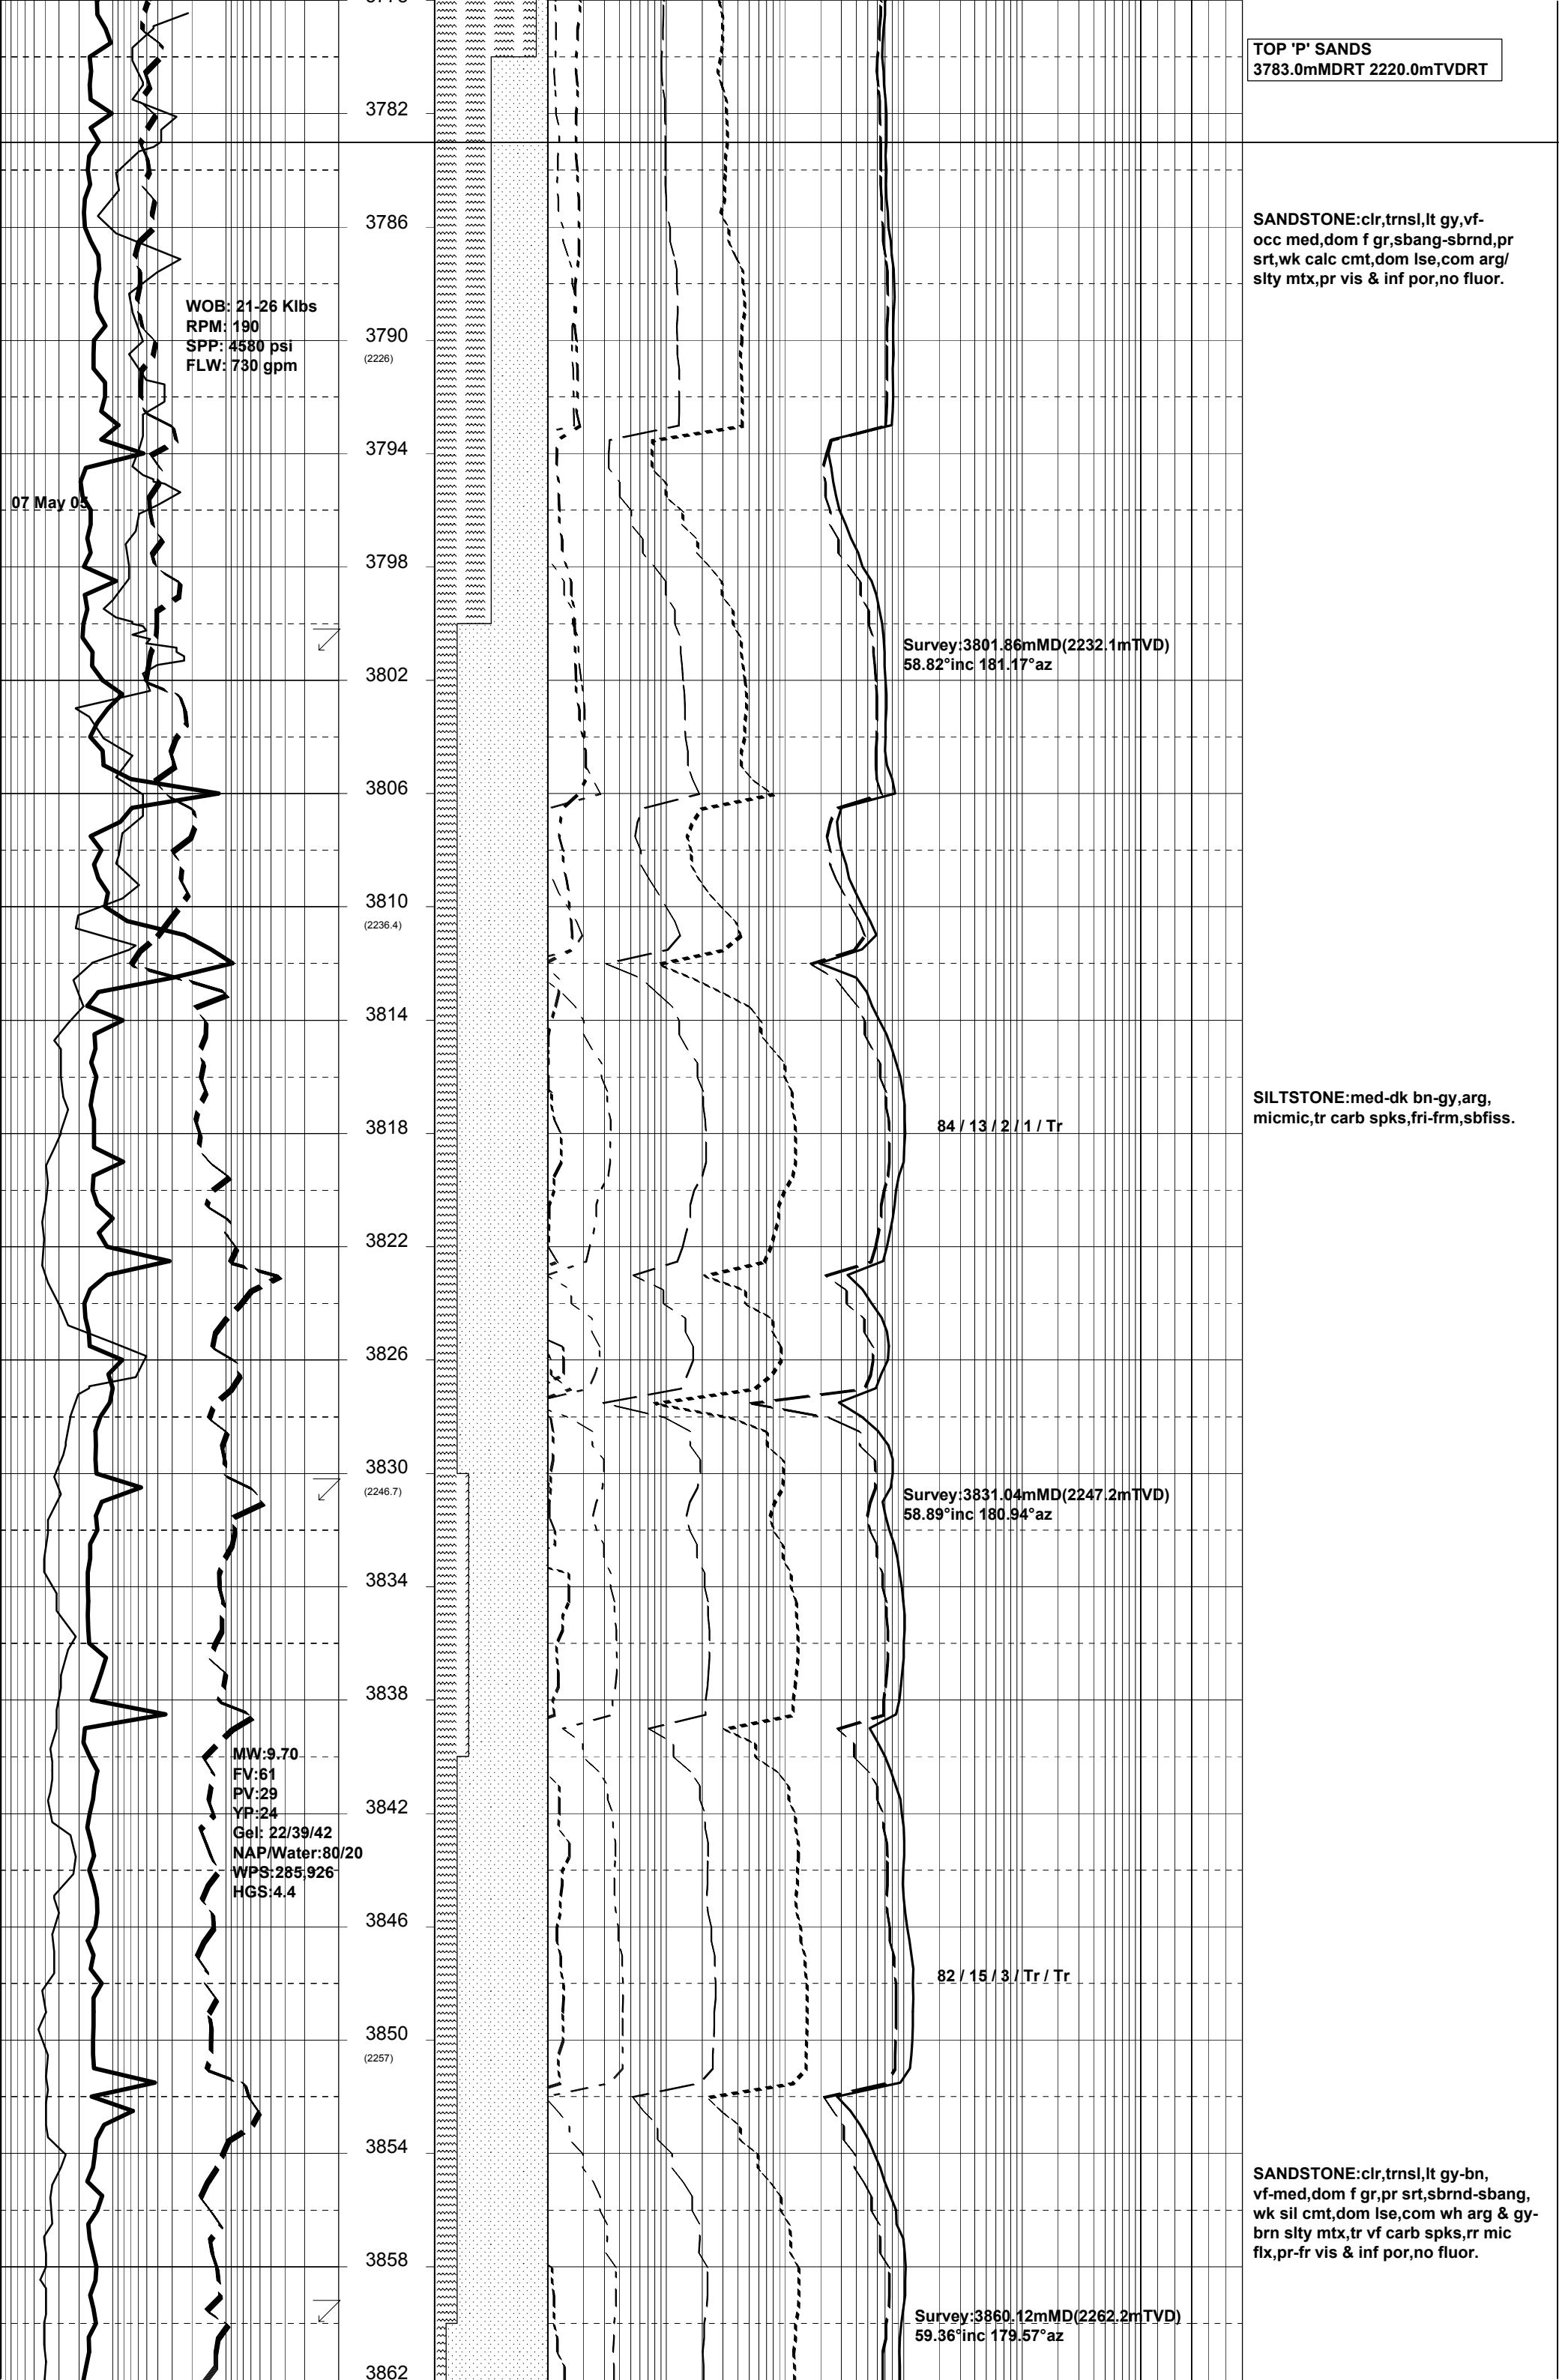 TOP 'P' SANDS
3783.0mMDRT 2220.0mTVDRT
3782
3786
SANDSTONE:clr,trnsl,lt gy,vf-
occ med,dom f gr,sbang-sbrnd,pr
srt,wk calc cmt,dom lse,com arg/
slty mtx,pr vis & inf por,no fluor.
WOB: 21-26 Klbs
RPM: 190
SPP: 4580 psi
FLW: 730 gpm
3790
(2226)
3794
07 May 05
3798
Survey:3801.86mMD(2232.1mTVD)
58.82°inc 181.17°az
3802
3806
3810
(2236.4)
3814
SILTSTONE:med-dk bn-gy,arg,
micmic,tr carb spks,fri-frm,sbfiss.
3818
84 / 13 / 2 / 1 / Tr
3822
3826
3830
(2246.7)
Survey:3831.04mMD(2247.2mTVD)
58.89°inc 180.94°az
3834
3838
MW:9.70
FV:61
PV:29
YP:24
Gel: 22/39/42
NAP/Water:80/20
WPS:285,926
HGS:4.4
3842
3846
82 / 15 / 3 / Tr / Tr
3850
(2257)
3854
SANDSTONE:clr,trnsl,lt gy-bn,
vf-med,dom f gr,pr srt,sbrnd-sbang,
wk sil cmt,dom lse,com wh arg & gy-
brn slty mtx,tr vf carb spks,rr mic
flx,pr-fr vis & inf por,no fluor.
3858
Survey:3860.12mMD(2262.2mTVD)
59.36°inc 179.57°az
3862